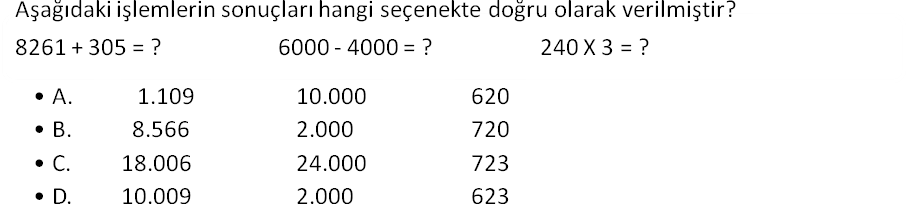 Aşağıdaki işlemlerin sonuçları hangi seçenekte doğru olarak verilmiştir?
8261 + 305 = ? 6000 - 4000 = ? 240 X 3 = ?
• A. 1.109 10.000 620
• B. 8.566 2.000 720
• C. 18.006 24.000 723
• D. 10.009 2.000 623